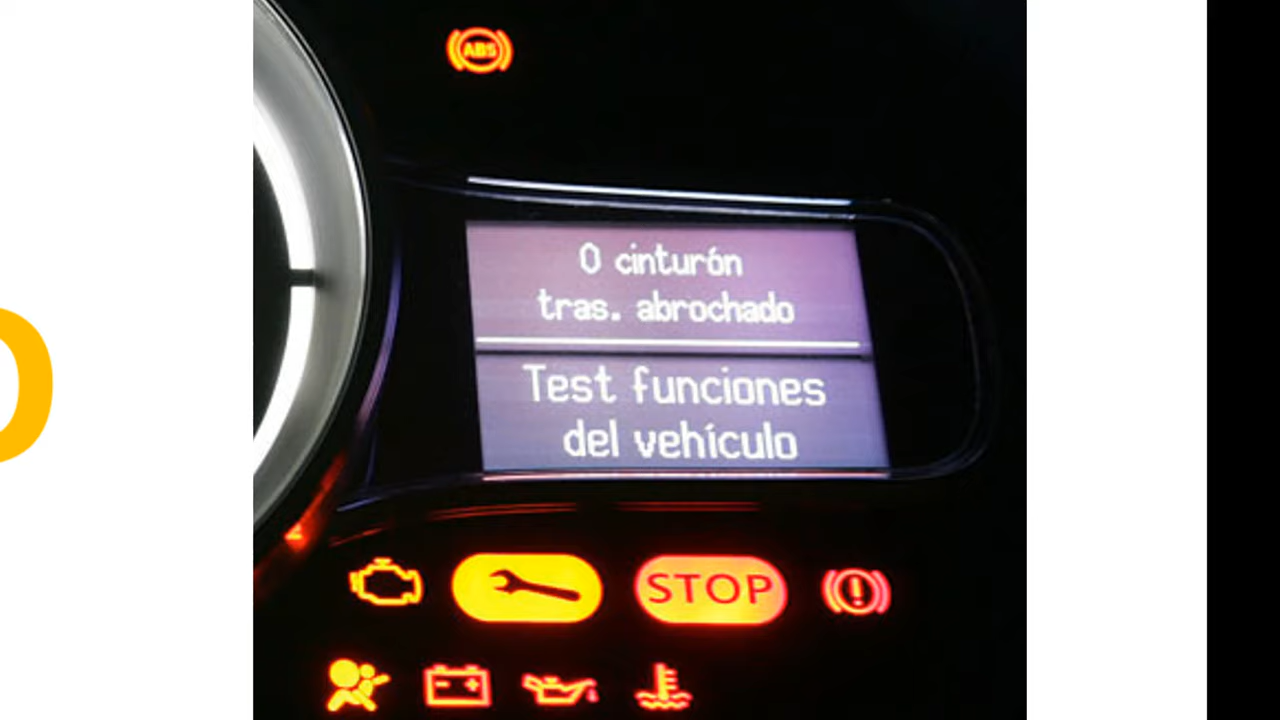 ABS
0 cinturón
tras. abrochado
Test funciones
del vehículo
STOP